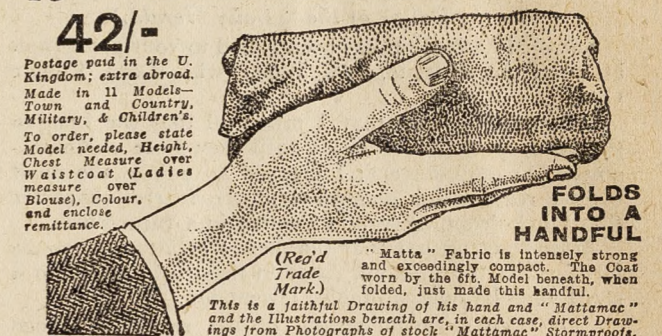 42/-
Postage paid in the U.
Kingdom; extra abroad.
Made in 11 Models—
Town and Country,
Military, & Children's.
To order, please state
Model needed, Height,
Chest Measure over
Waistcoat (Ladies
measure over
Blouse), Colour,
and enclose
remittance.
FOLDS
INTO A
HANDFUL
(Reg'd
Trade
Mark.)
"Matta" Fabric is intensely strong
and exceedingly compact. The Coat
worn by the 6ft. Model beneath, when
folded, just made this handful.
This is a faithful Drawing of his hand and "Mattamac"
and the Illustrations beneath are, in each case, direct Draw-
ings from Photographs of stock "Mattamac" Stormproofs.